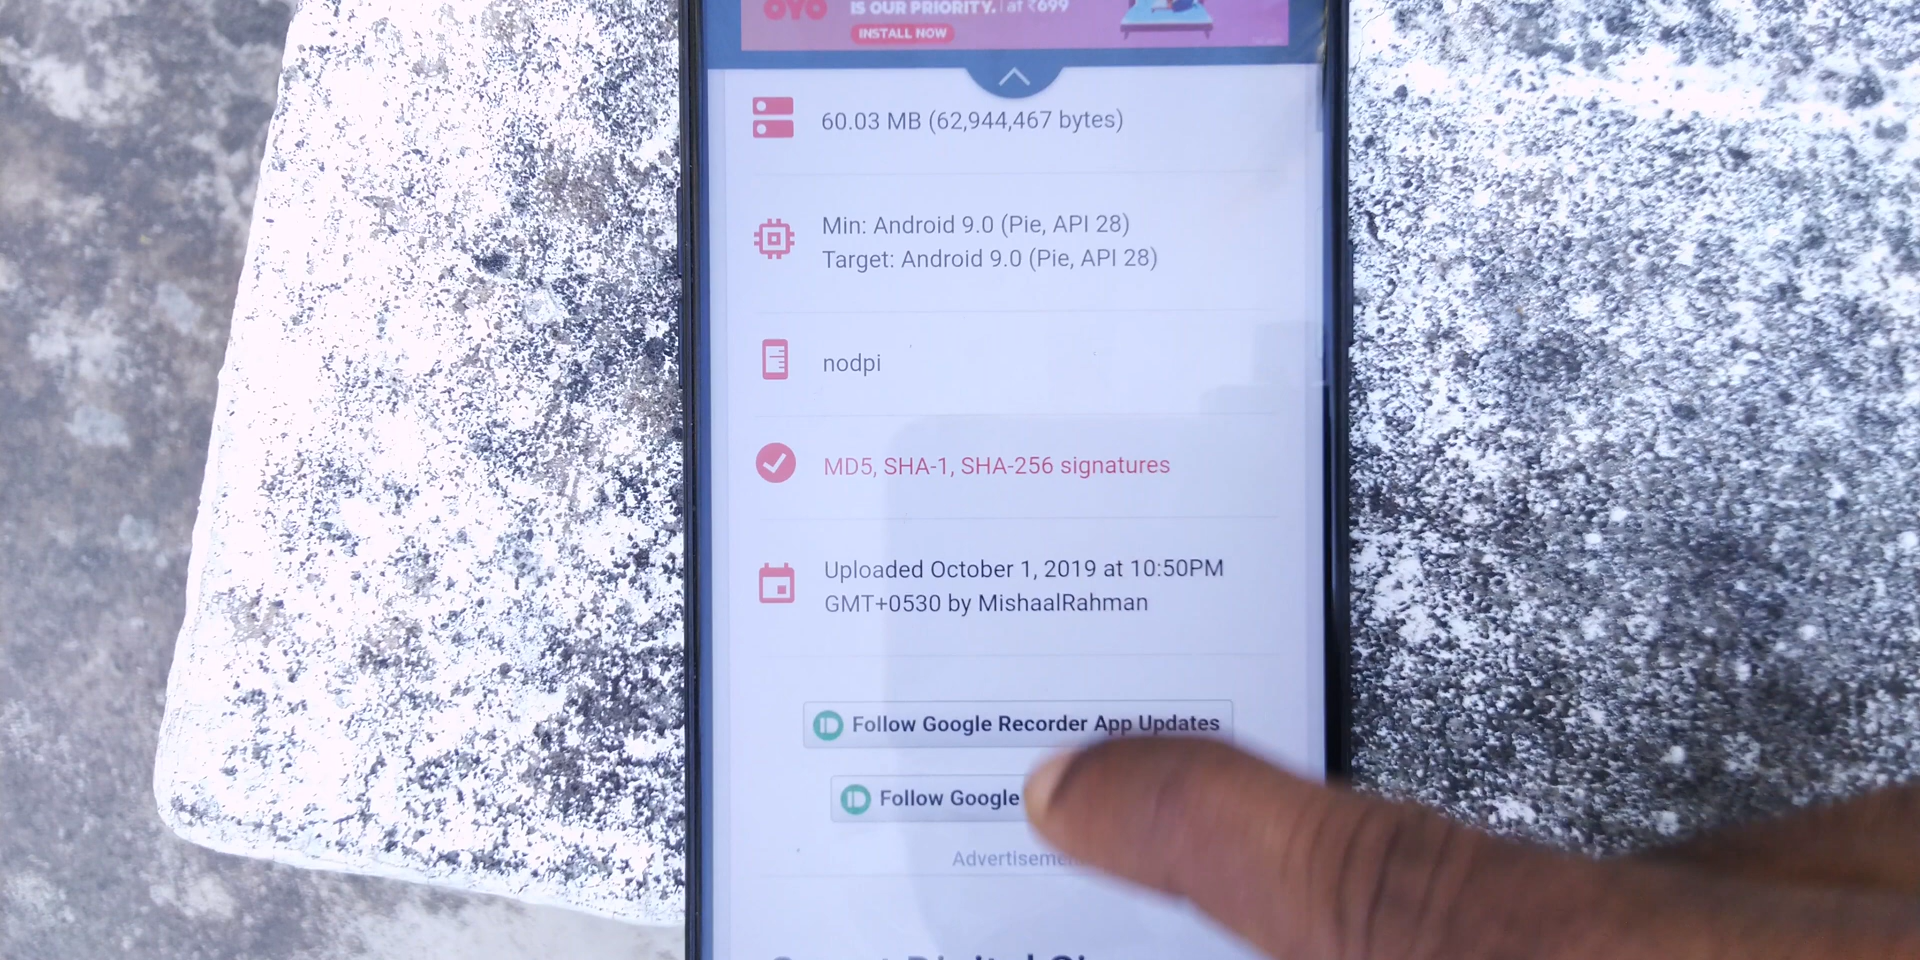 OYO
IS OUR PRIORITY. | at ₹699
INSTALL NOW
60.03 MB (62,944,467 bytes)
Min: Android 9.0 (Pie, API 28)
Target: Android 9.0 (Pie, API 28)
nodpi
MD5, SHA-1, SHA-256 signatures
Uploaded October 1, 2019 at 10:50PM
GMT+0530 by MishaalRahman
Follow Google Recorder App Updates
Follow Google